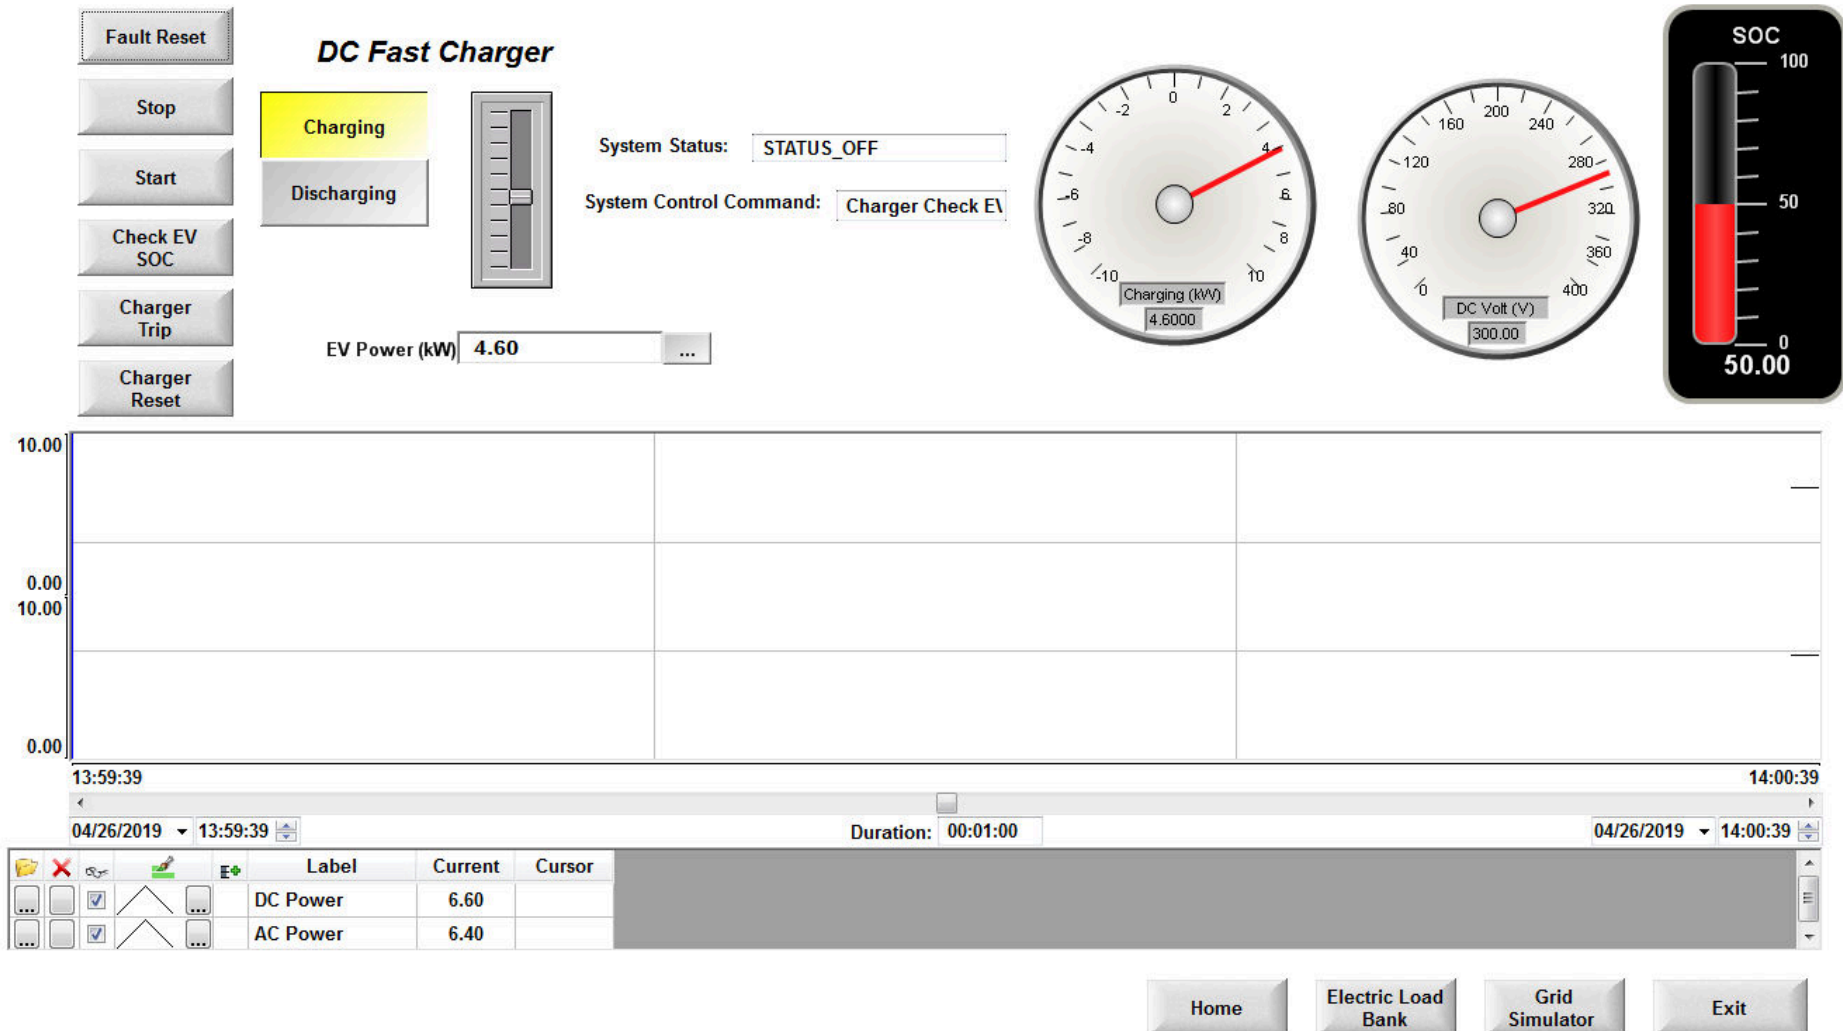 Fault Reset
Stop
Start
Check EV
SOC
Charger
Trip
Charger
Reset
DC Fast Charger
Charging
Discharging
System Status: STATUS_OFF
System Control Command: Charger Check E\
EV Power (kW) 4.60 ...
-10 -8 -6 -4 -2 0 2 4 6 8 10
Charging (kW)
4.6000
0 40 80 120 160 200 240 280 320 360 400
DC Volt (V)
300.00
SOC
100
50
0
50.00
10.00
0.00
10.00
0.00
13:59:39 14:00:39
04/26/2019 13:59:39 Duration: 00:01:00 04/26/2019 14:00:39
Label Current Cursor
... ... DC Power 6.60
... ... AC Power 6.40
Home
Electric Load
Bank
Grid
Simulator
Exit